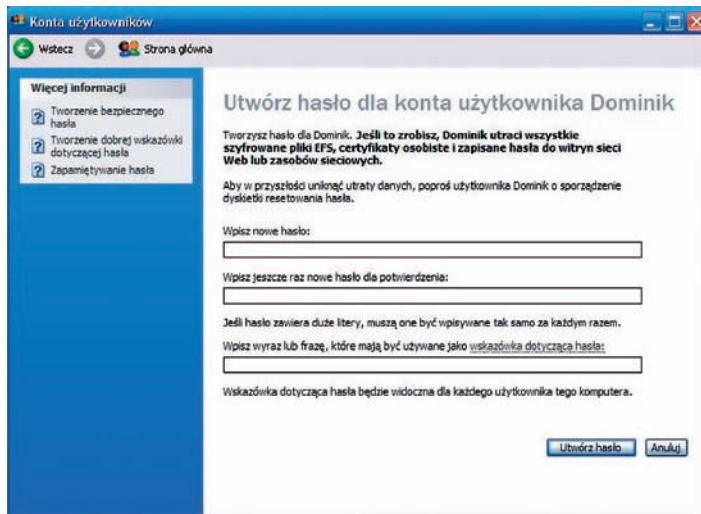 Konta użytkowników
Wstecz
Strona główna
Więcej informacji
Tworzenie bezpiecznego
hasła
Tworzenie dobrej wskazówki
dotyczącej hasła
Zapamiętywanie hasła
Utwórz hasło dla konta użytkownika Dominik
Tworzysz hasło dla Dominik. Jeśli to zrobisz, Dominik utraci wszystkie
szyfrowane pliki EFS, certyfikaty osobiste i zapisane hasła do witryn sieci
Web lub zasobów sieciowych.
Aby w przyszłości uniknąć utraty danych, poproś użytkownika Dominik o sporządzenie
dyskietki resetowania hasła.
Wpisz nowe hasło:
Wpisz jeszcze raz nowe hasło dla potwierdzenia:
Jeśli hasło zawiera duże litery, muszą one być wpisywane tak samo za każdym razem.
Wpisz wyraz lub frazę, które mają być używane jako wskazówka dotycząca hasła:
Wskazówka dotycząca hasła będzie widoczna dla każdego użytkownika tego komputera.
Utwórz hasło
Anuluj